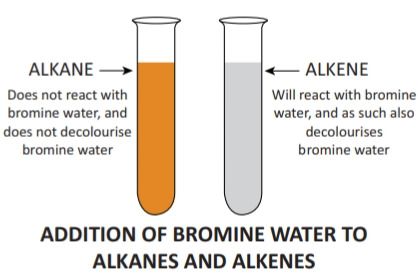 ALKANE
Does not react with
bromine water, and
does not decolourise
bromine water
ALKENE
Will react with bromine
water, and as such also
decolourises
bromine water
ADDITION OF BROMINE WATER TO
ALKANES AND ALKENES